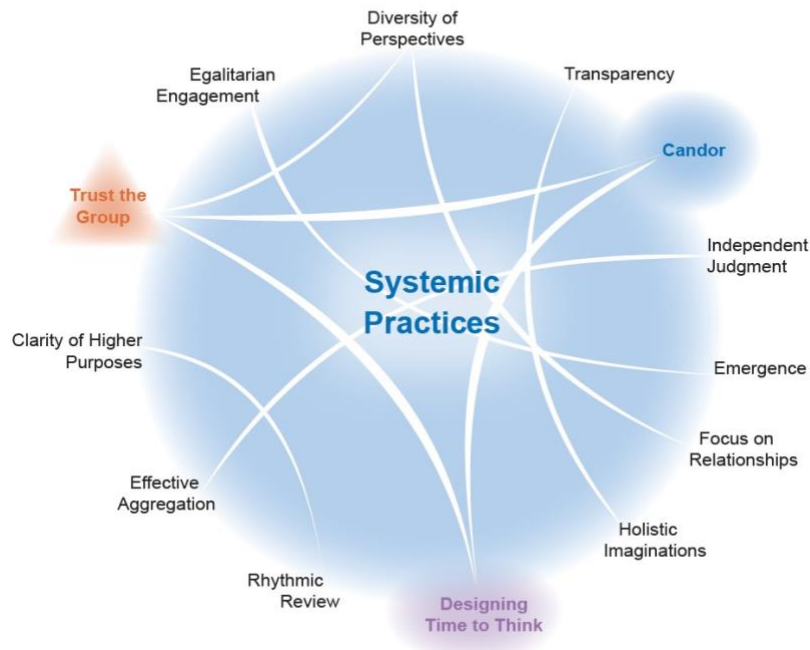 Diversity of
Perspectives
Egalitarian
Engagement
Transparency
Candor
Trust the
Group
Independent
Judgment
Systemic
Practices
Clarity of Higher
Purposes
Emergence
Focus on
Relationships
Effective
Aggregation
Holistic
Imaginations
Rhythmic
Review
Designing
Time to Think